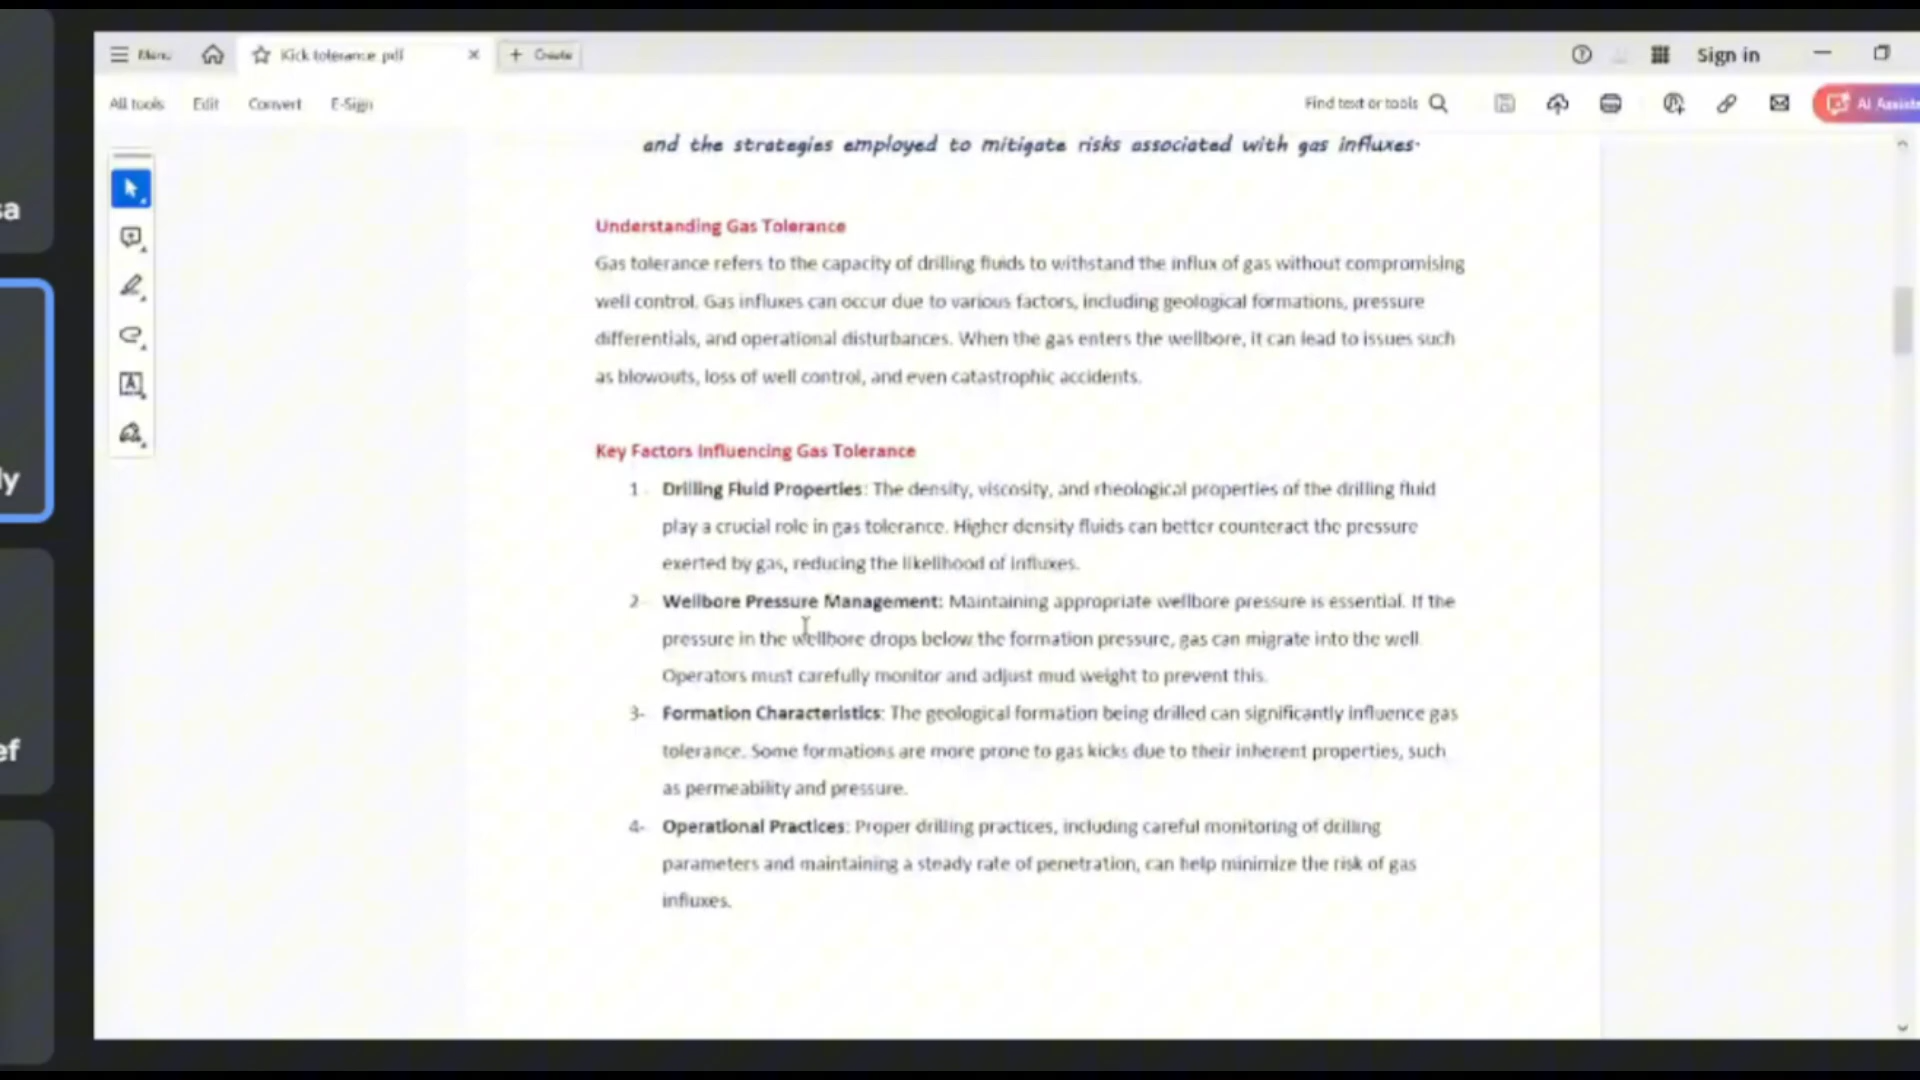 sa
ly
ef
Menu
Kick tolerance.pdf
+ Create
Sign in
All tools Edit Convert E-Sign
Find text or tools
AI Assist
and the strategies employed to mitigate risks associated with gas influxes.
Understanding Gas Tolerance
Gas tolerance refers to the capacity of drilling fluids to withstand the influx of gas without compromising
well control. Gas influxes can occur due to various factors, including geological formations, pressure
differentials, and operational disturbances. When the gas enters the wellbore, it can lead to issues such
as blowouts, loss of well control, and even catastrophic accidents.
Key Factors Influencing Gas Tolerance
1- Drilling Fluid Properties: The density, viscosity, and rheological properties of the drilling fluid
play a crucial role in gas tolerance. Higher density fluids can better counteract the pressure
exerted by gas, reducing the likelihood of influxes.
2- Wellbore Pressure Management: Maintaining appropriate wellbore pressure is essential. If the
pressure in the wellbore drops below the formation pressure, gas can migrate into the well.
Operators must carefully monitor and adjust mud weight to prevent this.
3- Formation Characteristics: The geological formation being drilled can significantly influence gas
tolerance. Some formations are more prone to gas kicks due to their inherent properties, such
as permeability and pressure.
4- Operational Practices: Proper drilling practices, including careful monitoring of drilling
parameters and maintaining a steady rate of penetration, can help minimize the risk of gas
influxes.